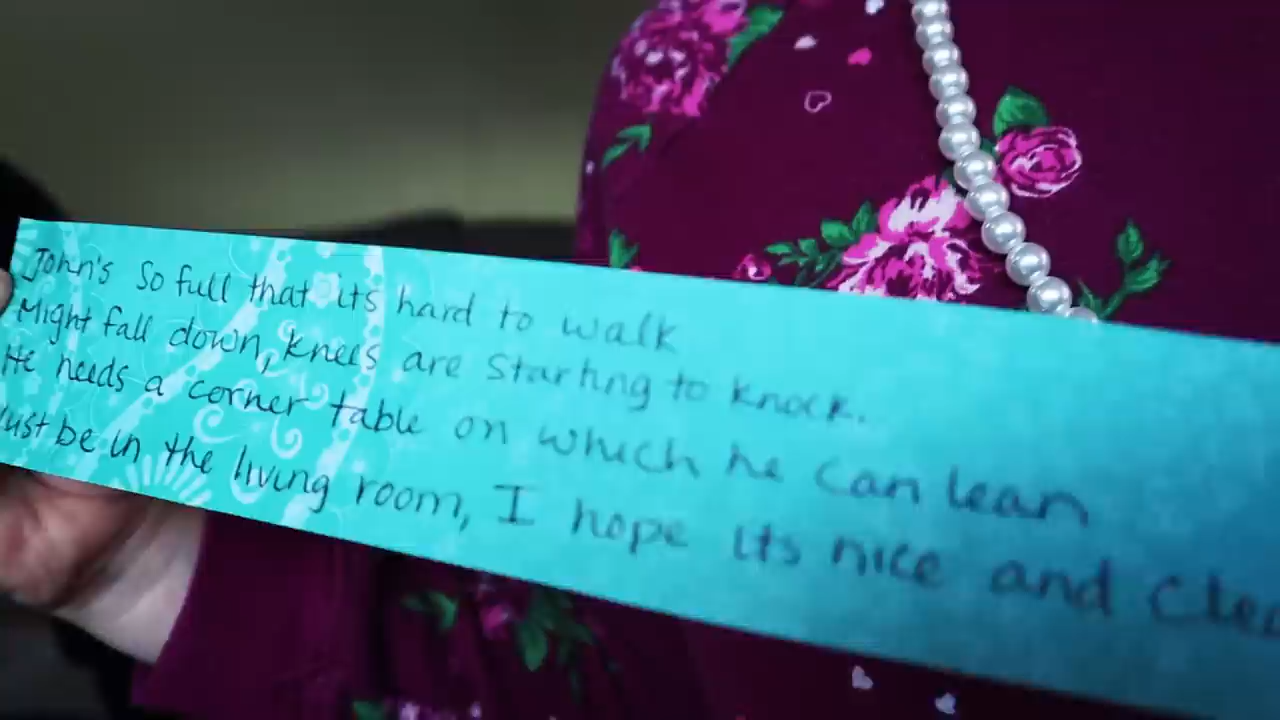 John's So full that its hard to walk
Might fall down, knees are starting to knock.
He needs a corner table on which he can lean
ust be in the living room, I hope its nice and clea